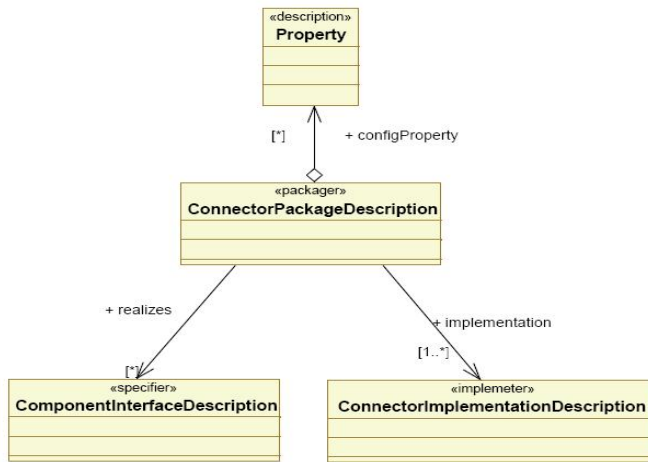 «description»
Property
[*]
+ configProperty
«packager»
ConnectorPackageDescription
+ realizes
+ implementation
[*]
[1..*]
«specifier»
ComponentInterfaceDescription
«implemeter»
ConnectorImplementationDescription